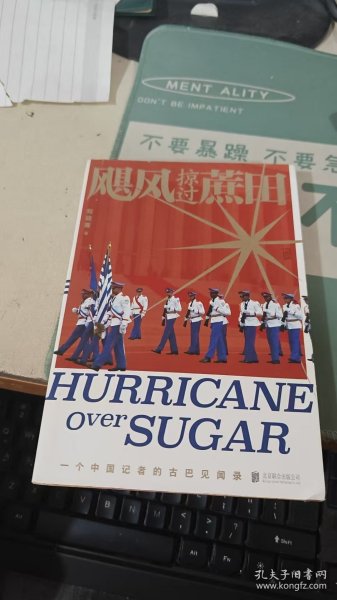 MENT ALITY
DON'T BE IMPATIENT
不要暴躁 不要急
飓风掠过蔗田
HURRICANE
over SUGAR
一个中国记者的古巴见闻录
北京联合出版公司
Shift
孔夫子旧书网
www.kongfz.com